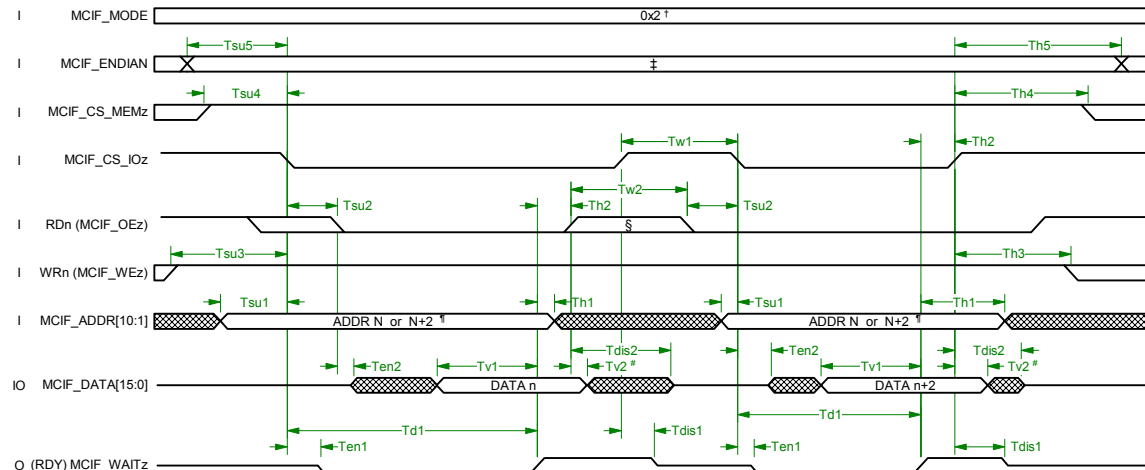 I MCIF_MODE 0x2 †
Tsu5 Th5
I MCIF_ENDIAN ‡
Tsu4 Th4
I MCIF_CS_MEMz
Tw1 Th2
I MCIF_CS_IOz
Tw2
Tsu2 Th2 Tsu2
I RDn (MCIF_OEz) §
Tsu3 Th3
I WRn (MCIF_WEz)
Tsu1 Th1 Tsu1 Th1
I MCIF_ADDR[10:1] ADDR N or N+2 ¶ ADDR N or N+2 ¶
Tdis2 Tdis2
Ten2 Tv1 Tv2 # Ten2 Tv1 Tv2 #
IO MCIF_DATA[15:0] DATA n DATA n+2
Td1 Td1
Ten1 Tdis1 Ten1 Tdis1
O (RDY) MCIF_WAITz